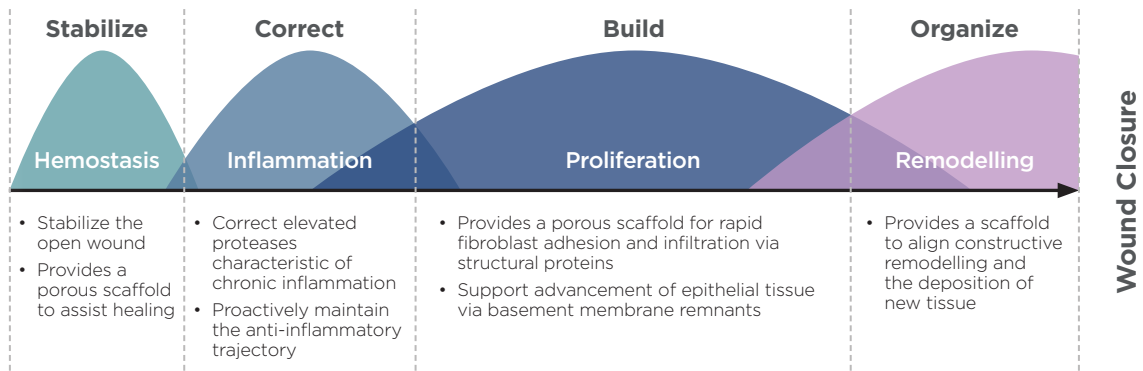 Stabilize
Correct
Build
Organize
Hemostasis
Inflammation
Proliferation
Remodelling
• Stabilize the
open wound
• Provides a
porous scaffold
to assist healing
• Correct elevated
proteases
characteristic of
chronic inflammation
• Proactively maintain
the anti-inflammatory
trajectory
• Provides a porous scaffold for rapid
fibroblast adhesion and infiltration via
structural proteins
• Support advancement of epithelial tissue
via basement membrane remnants
• Provides a scaffold
to align constructive
remodelling and
the deposition of
new tissue
Wound Closure